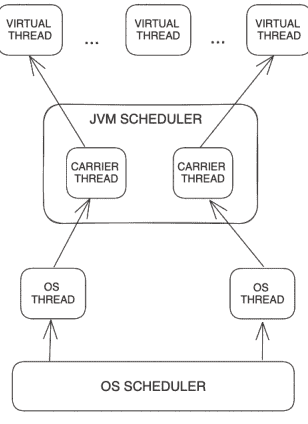 VIRTUAL
THREAD
...
VIRTUAL
THREAD
...
VIRTUAL
THREAD
JVM SCHEDULER
CARRIER
THREAD
CARRIER
THREAD
OS
THREAD
OS
THREAD
OS SCHEDULER